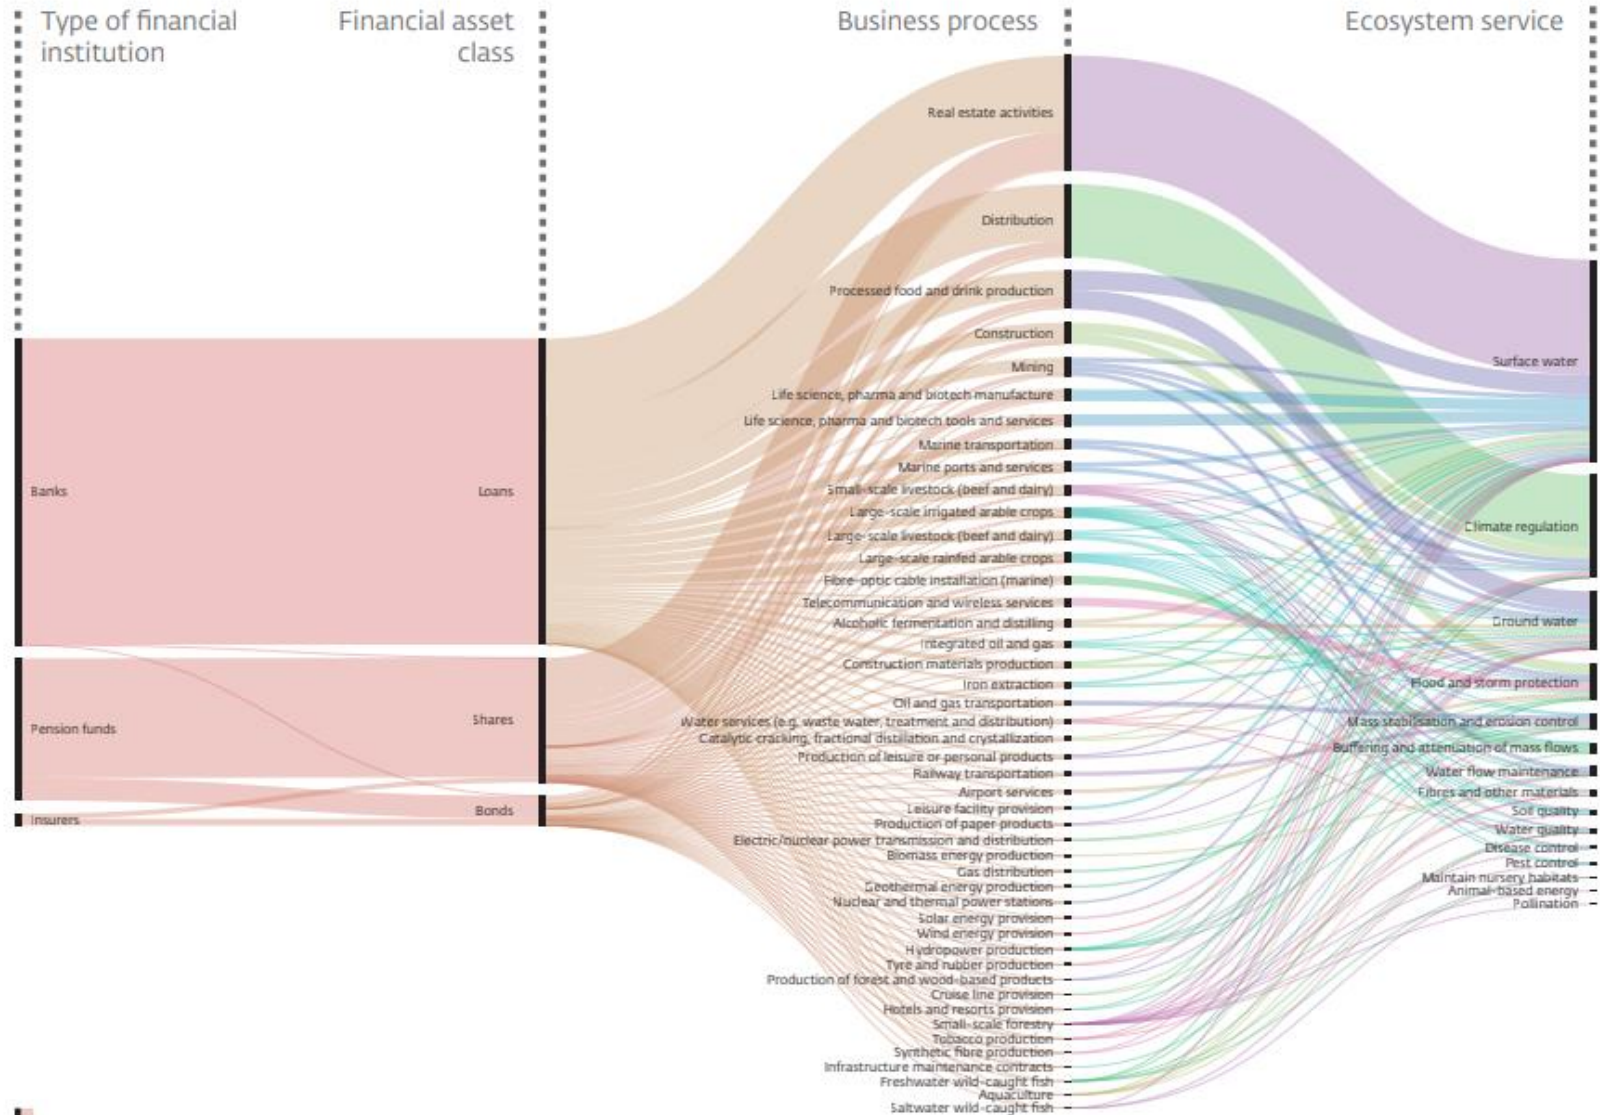 Type of financial
institution
Financial asset
class
Business process
Ecosystem service
Banks
Pension funds
Insurers
Loans
Shares
Bonds
Real estate activities
Distribution
Processed food and drink production
Construction
Mining
Life science, pharma and biotech manufacture
Life science, pharma and biotech tools and services
Marine transportation
Marine ports and services
Small-scale livestock (beef and dairy)
Large-scale irrigated arable crops
Large-scale livestock (beef and dairy)
Large-scale rainfed arable crops
Fibre-optic cable installation (marine)
Telecommunication and wireless services
Alcoholic fermentation and distilling
Integrated oil and gas
Construction materials production
Iron extraction
Oil and gas transportation
Water services (e.g. waste water, treatment and distribution)
Catalytic cracking, fractional distillation and crystallization
Production of leisure or personal products
Railway transportation
Airport services
Leisure facility provision
Production of paper products
Electric/nuclear power transmission and distribution
Biomass energy production
Gas distribution
Geothermal energy production
Nuclear and thermal power stations
Solar energy provision
Wind energy provision
Hydropower production
Tyre and rubber production
Production of forest and wood-based products
Cruise line provision
Hotels and resorts provision
Small-scale forestry
Tobacco production
Synthetic fibre production
Infrastructure maintenance contracts
Freshwater wild-caught fish
Aquaculture
Saltwater wild-caught fish
Surface water
Climate regulation
Ground water
Flood and storm protection
Mass stabilisation and erosion control
Buffering and attenuation of mass flows
Water flow maintenance
Fibres and other materials
Soil quality
Water quality
Disease control
Pest control
Maintain nursery habitats
Animal-based energy
Pollination